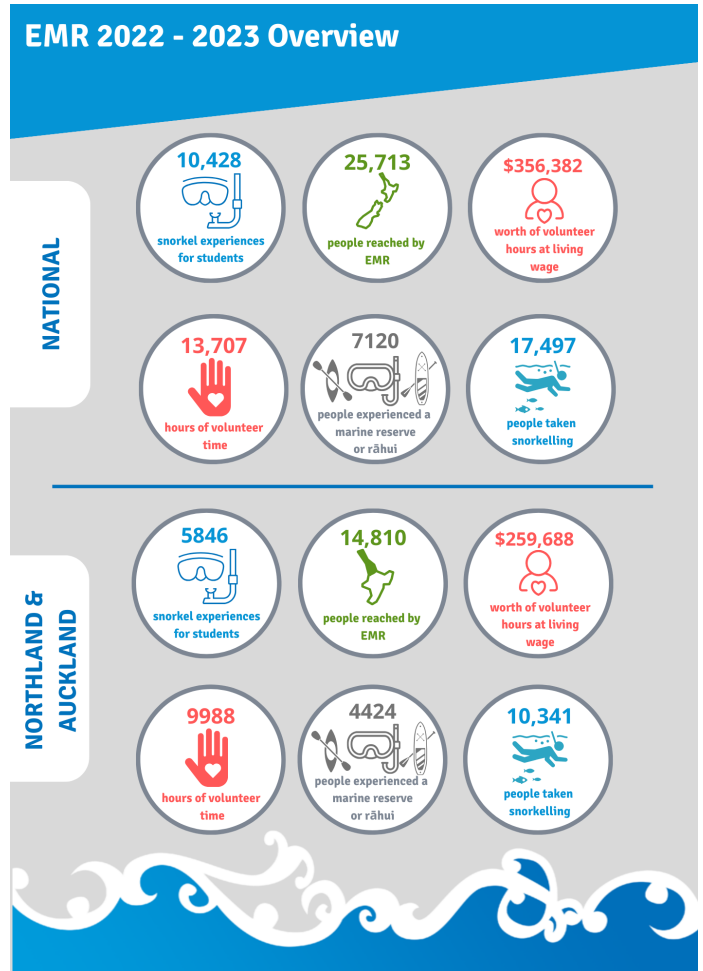 EMR 2022 - 2023 Overview
NATIONAL
10,428
snorkel experiences
for students
25,713
people reached by
EMR
$356,382
worth of volunteer
hours at living
wage
13,707
hours of volunteer
time
7120
people experienced a
marine reserve
or rāhui
17,497
people taken
snorkelling
NORTHLAND &
AUCKLAND
5846
snorkel experiences
for students
14,810
people reached by
EMR
$259,688
worth of volunteer
hours at living
wage
9988
hours of volunteer
time
4424
people experienced a
marine reserve
or rāhui
10,341
people taken
snorkelling